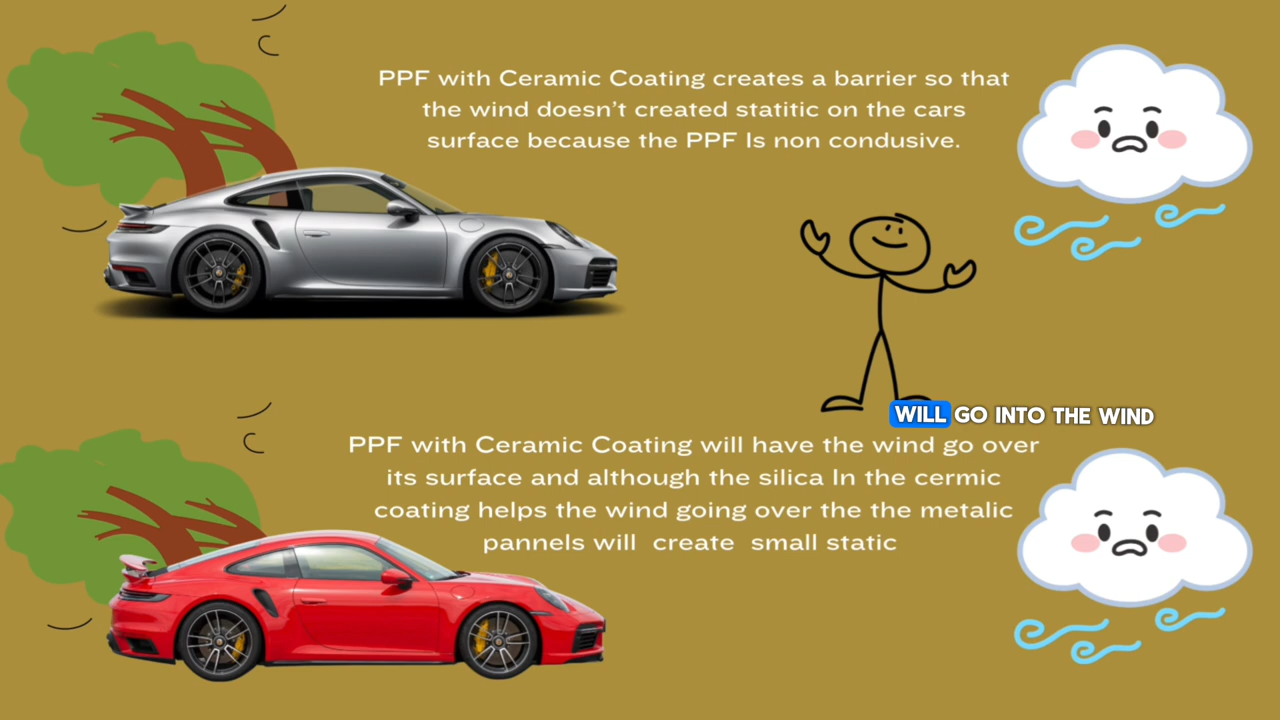 PPF with Ceramic Coating creates a barrier so that
the wind doesn't created statitic on the cars
surface because the PPF Is non condusive.
WILL GO INTO THE WIND
PPF with Ceramic Coating will have the wind go over
its surface and although the silica In the cermic
coating helps the wind going over the the metalic
pannels will create small static